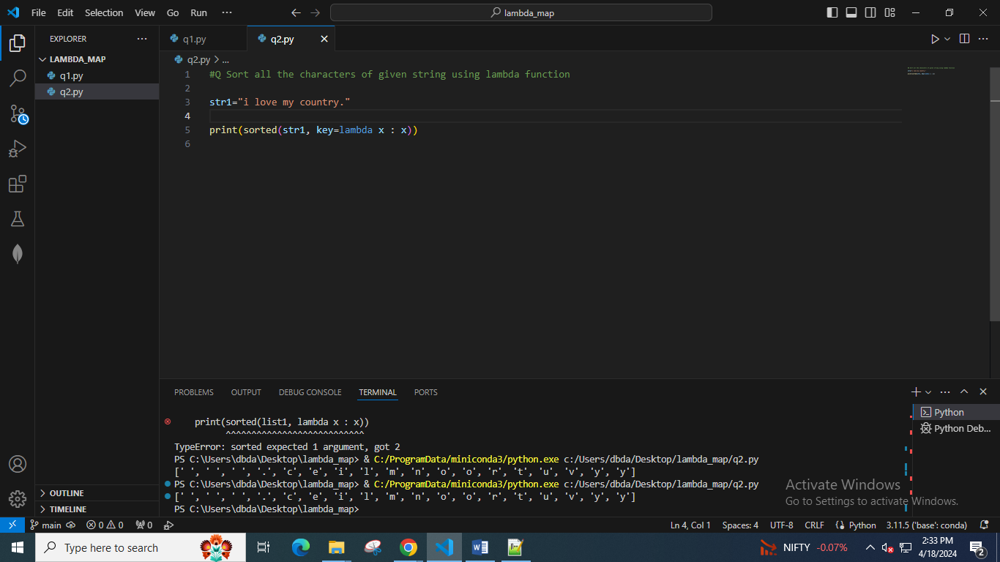 File Edit Selection View Go Run ···
lambda_map
EXPLORER ···
LAMBDA_MAP
q1.py
q2.py
OUTLINE
TIMELINE
q1.py q2.py
q2.py > ...
1 #Q Sort all the characters of given string using lambda function
2
3 str1="i love my country."
4
5 print(sorted(str1, key=lambda x : x))
6
PROBLEMS OUTPUT DEBUG CONSOLE TERMINAL PORTS
print(sorted(list1, lambda x : x))
^^^^^^^^^^^^^^^^^^^^^^^^^^^
TypeError: sorted expected 1 argument, got 2
PS C:\Users\dbda\Desktop\lambda_map> & C:/ProgramData/miniconda3/python.exe c:/Users/dbda/Desktop/lambda_map/q2.py
[' ', ' ', ' ', '.', 'c', 'e', 'i', 'l', 'm', 'n', 'o', 'o', 'r', 't', 'u', 'v', 'y', 'y']
PS C:\Users\dbda\Desktop\lambda_map> & C:/ProgramData/miniconda3/python.exe c:/Users/dbda/Desktop/lambda_map/q2.py
[' ', ' ', ' ', '.', 'c', 'e', 'i', 'l', 'm', 'n', 'o', 'o', 'r', 't', 'u', 'v', 'y', 'y']
PS C:\Users\dbda\Desktop\lambda_map>
Python
Python Deb...
Activate Windows
Go to Settings to activate Windows.
main 0 0 0 Ln 4, Col 1 Spaces: 4 UTF-8 CRLF Python 3.11.5 ('base': conda)
Type here to search
NIFTY -0.07%
2:33 PM
4/18/2024
2